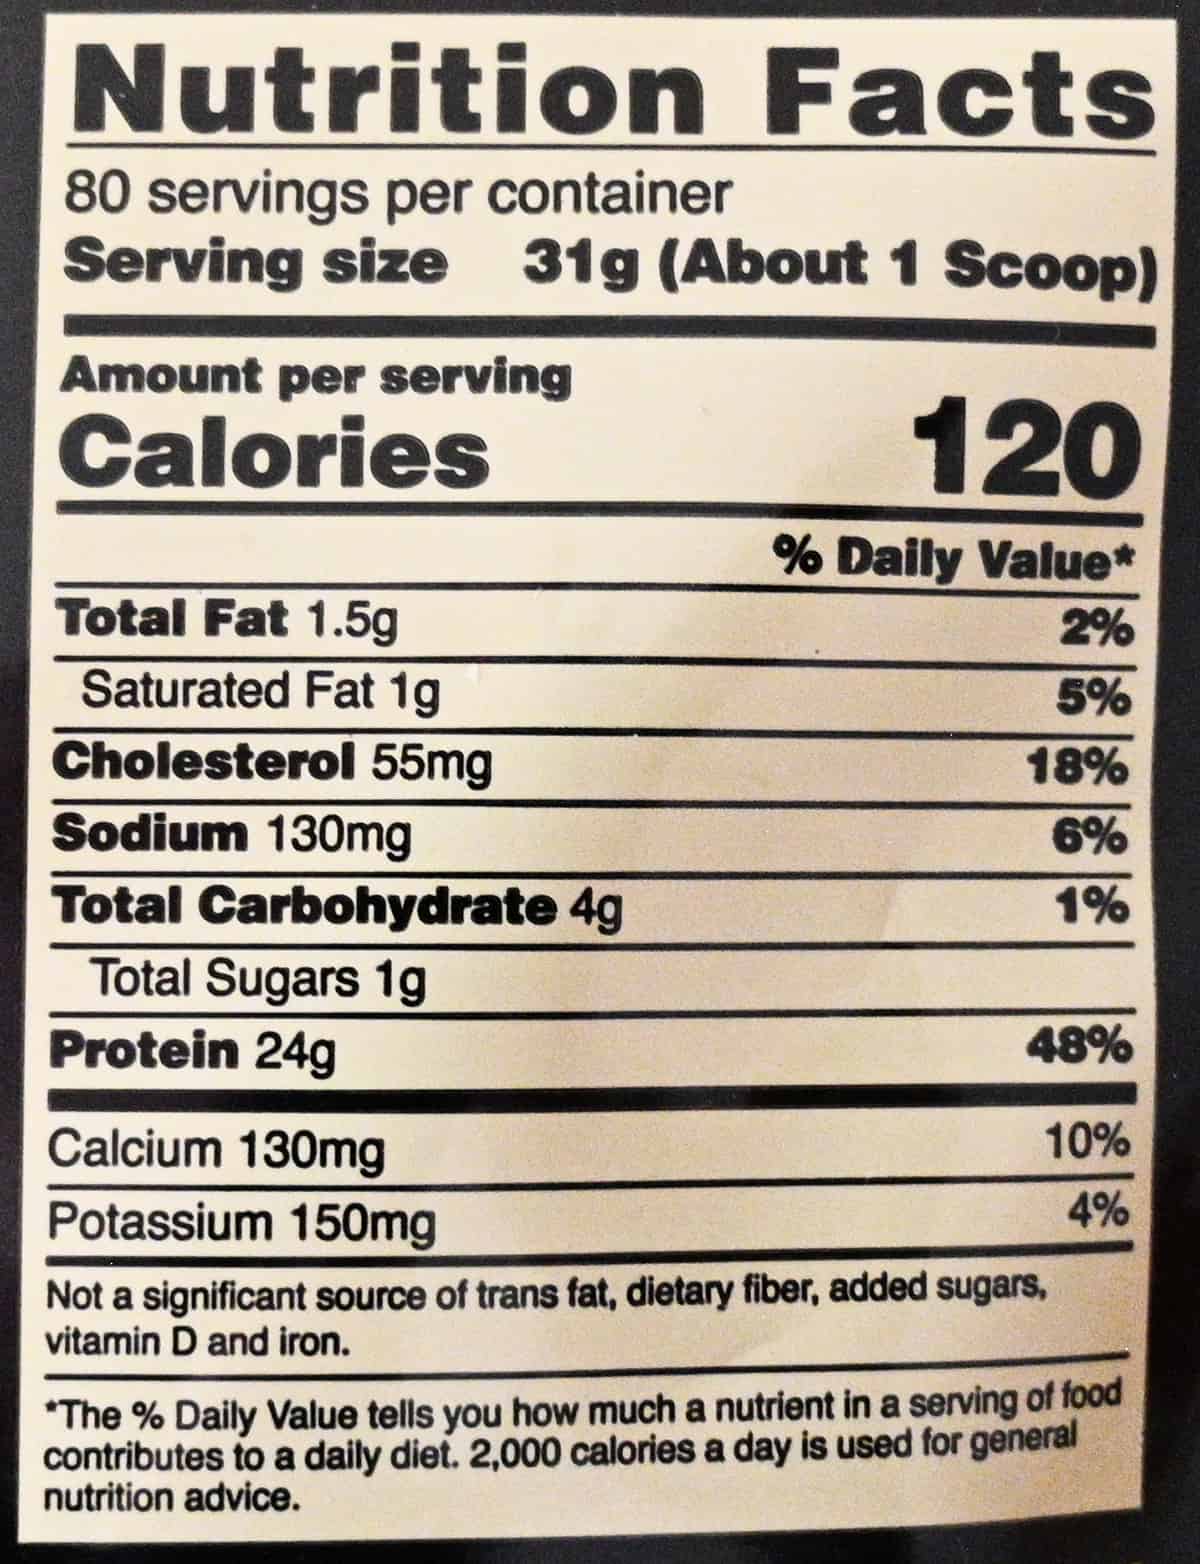 Nutrition Facts
80 servings per container
Serving size 31g (About 1 Scoop)
Amount per serving
Calories 120
% Daily Value*
Total Fat 1.5g 2%
Saturated Fat 1g 5%
Cholesterol 55mg 18%
Sodium 130mg 6%
Total Carbohydrate 4g 1%
Total Sugars 1g
Protein 24g 48%
Calcium 130mg 10%
Potassium 150mg 4%
Not a significant source of trans fat, dietary fiber, added sugars,
vitamin D and iron.
*The % Daily Value tells you how much a nutrient in a serving of food
contributes to a daily diet. 2,000 calories a day is used for general
nutrition advice.